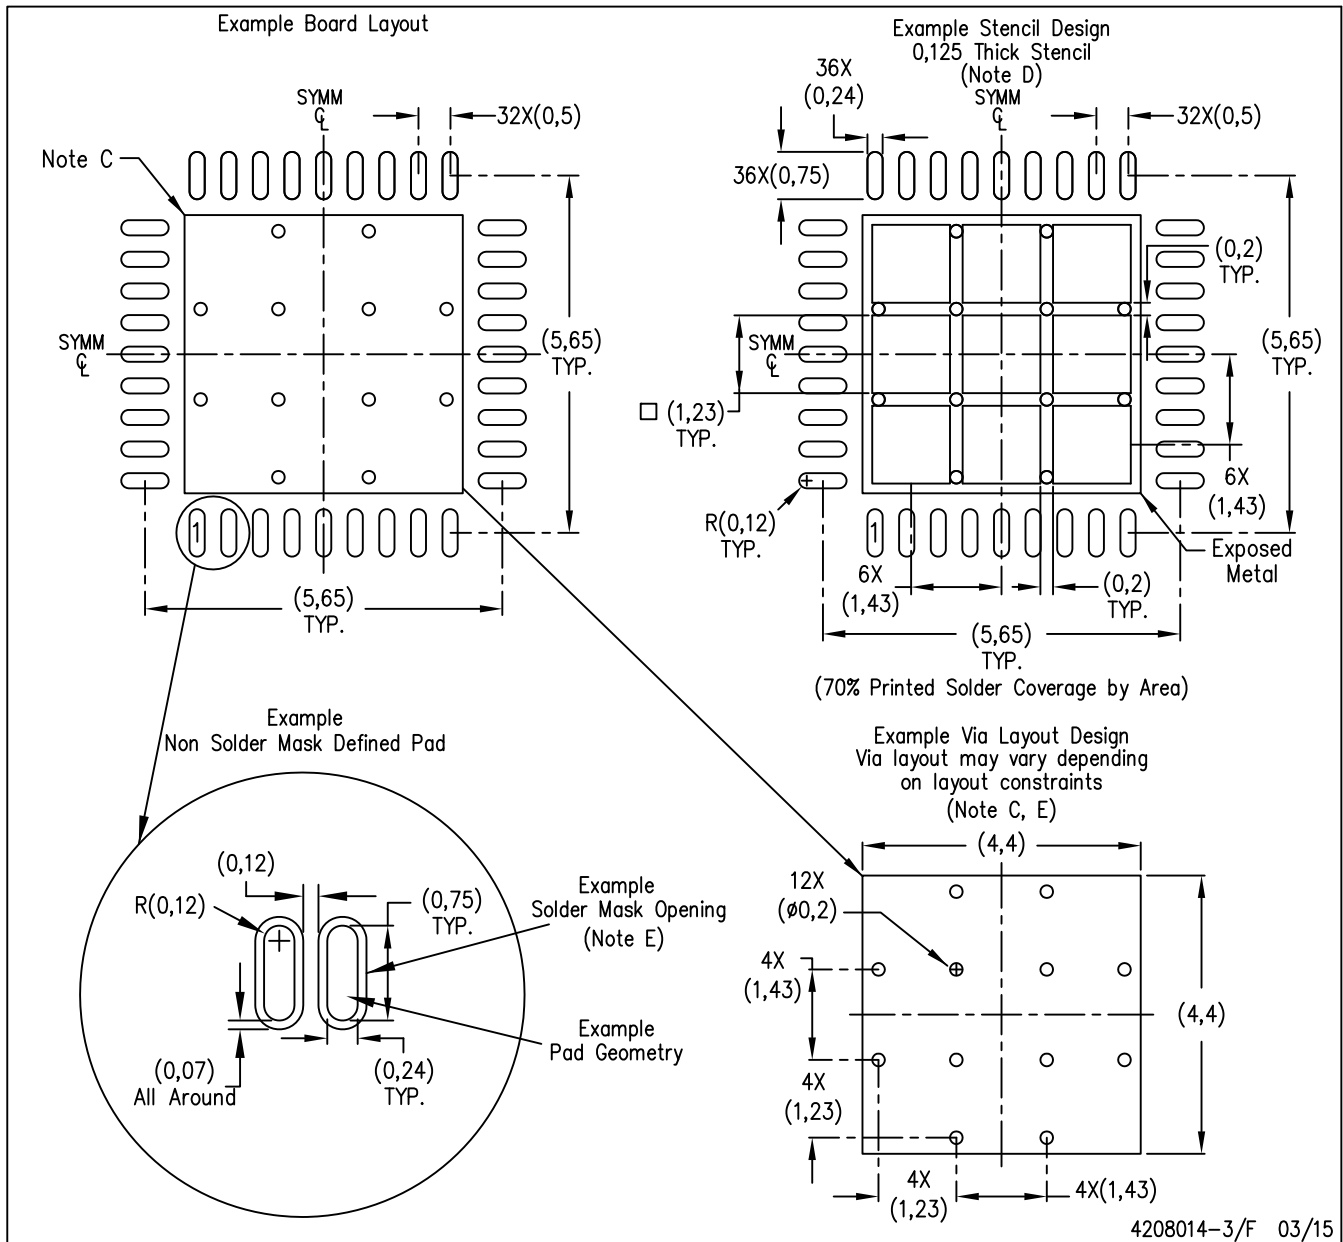 Example Board Layout
SYMM
℄
32X(0,5)
Note C
SYMM
℄
(5,65)
TYP.
1
(5,65)
TYP.
Example Stencil Design
0,125 Thick Stencil
(Note D)
SYMM
℄
36X
(0,24)
32X(0,5)
36X(0,75)
(0,2)
TYP.
SYMM
℄
(5,65)
TYP.
□ (1,23)
TYP.
6X
(1,43)
R(0,12)
TYP.
1
Exposed
Metal
6X
(1,43)
(0,2)
TYP.
(5,65)
TYP.
(70% Printed Solder Coverage by Area)
Example
Non Solder Mask Defined Pad
(0,12)
R(0,12)
(0,75)
TYP.
Example
Solder Mask Opening
(Note E)
Example
Pad Geometry
(0,07)
All Around
(0,24)
TYP.
Example Via Layout Design
Via layout may vary depending
on layout constraints
(Note C, E)
(4,4)
12X
(ø0,2)
4X
(1,43)
(4,4)
4X
(1,23)
4X
(1,23)
4X(1,43)
4208014-3/F 03/15